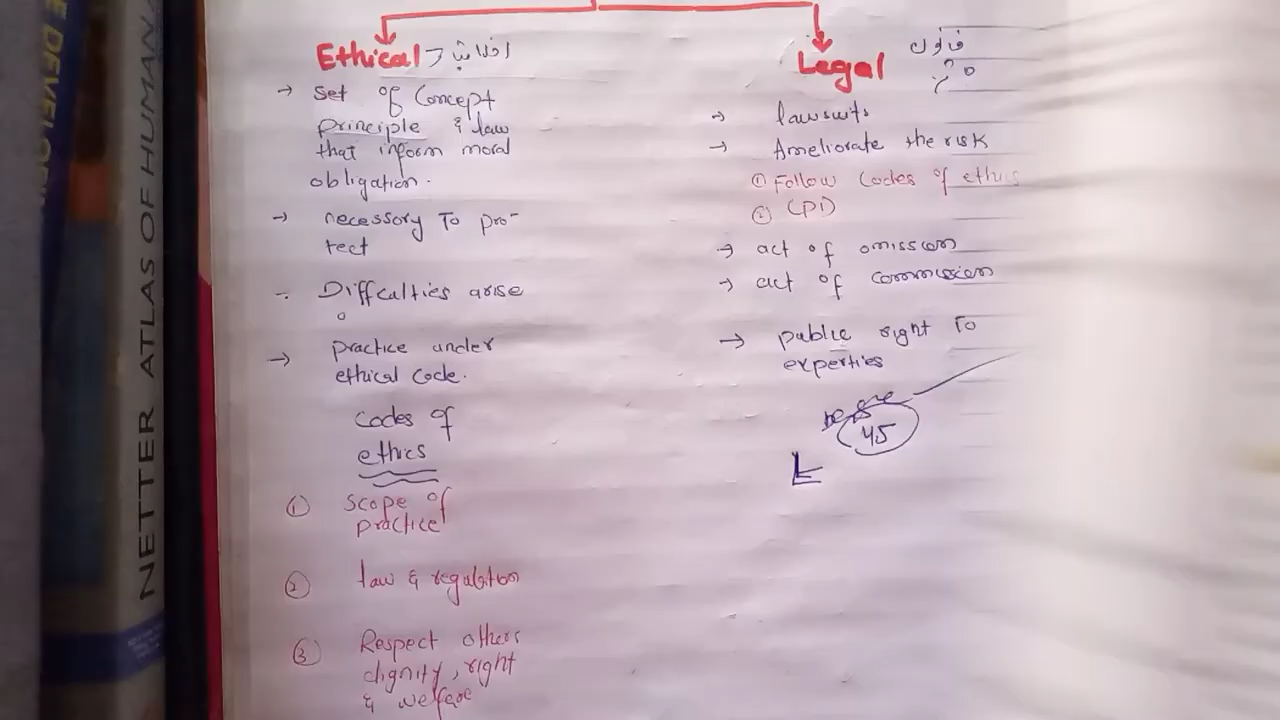 E DEVELO
NETTER ATLAS OF HUMAN A
Ethical
→ Set of Concept
principle & law
that inform moral
obligation.
→ necessary To pro-
tect
Difficulties arise
→ practice under
ethical code.
Codes of
ethics
① Scope of
practice
② law & regulation
③ Respect others
dignity, right
& welfare
Legal
→ lawsuits
→ Ameliorate the risk
① Follow Codes of ethics
② (PI)
→ act of omission
→ act of commission
→ public right To
experties
45